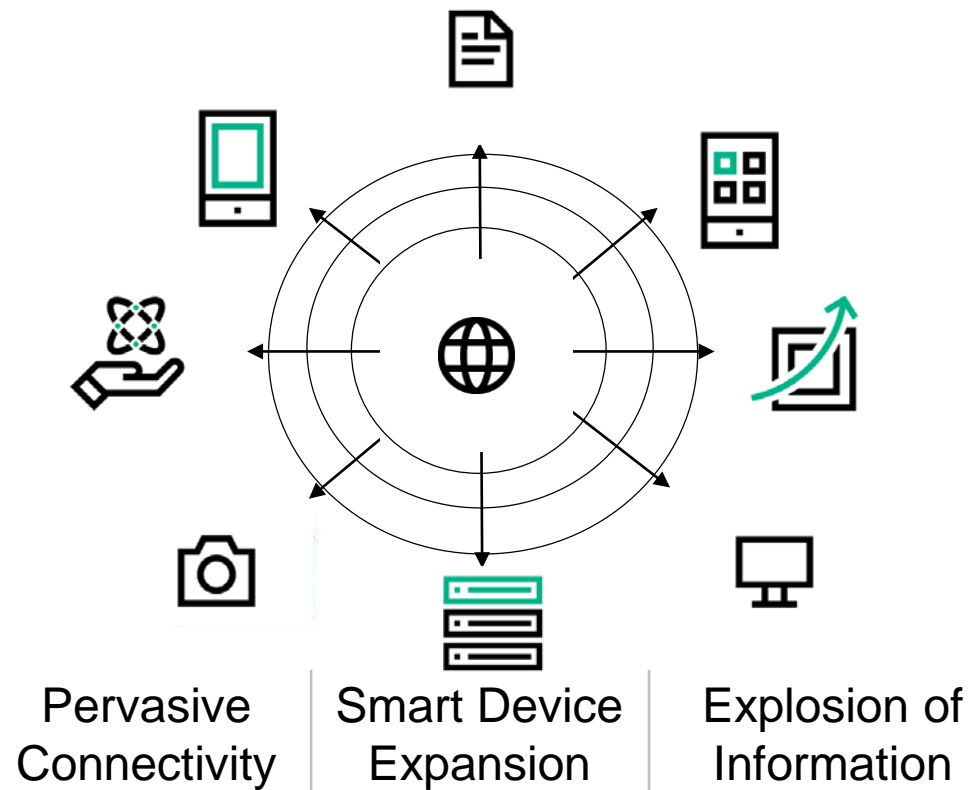 Pervasive
Connectivity
Smart Device
Expansion
Explosion of
Information